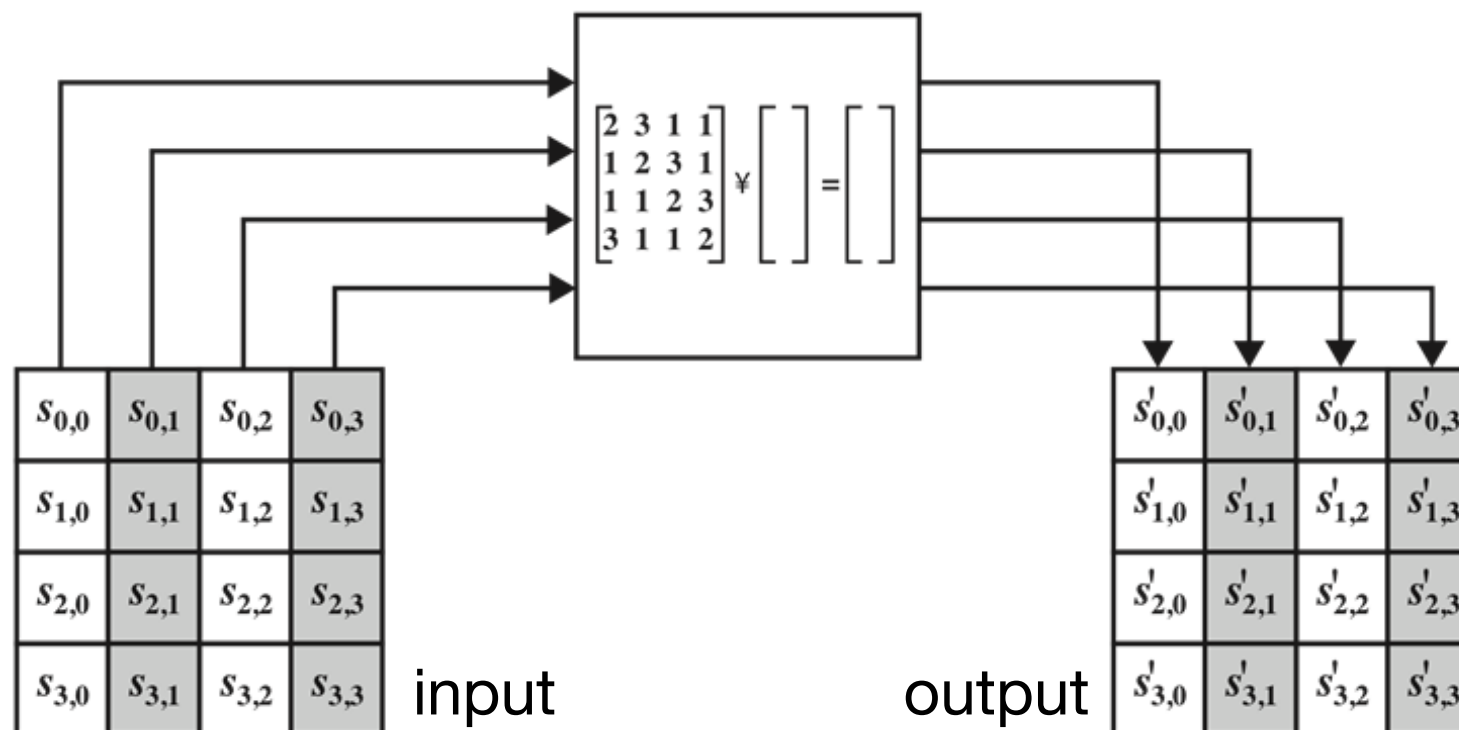 2 3 1 1
1 2 3 1
1 1 2 3
3 1 1 2
¥ =
s0,0 s0,1 s0,2 s0,3
s1,0 s1,1 s1,2 s1,3
s2,0 s2,1 s2,2 s2,3
s3,0 s3,1 s3,2 s3,3
input
output
s'0,0 s'0,1 s'0,2 s'0,3
s'1,0 s'1,1 s'1,2 s'1,3
s'2,0 s'2,1 s'2,2 s'2,3
s'3,0 s'3,1 s'3,2 s'3,3